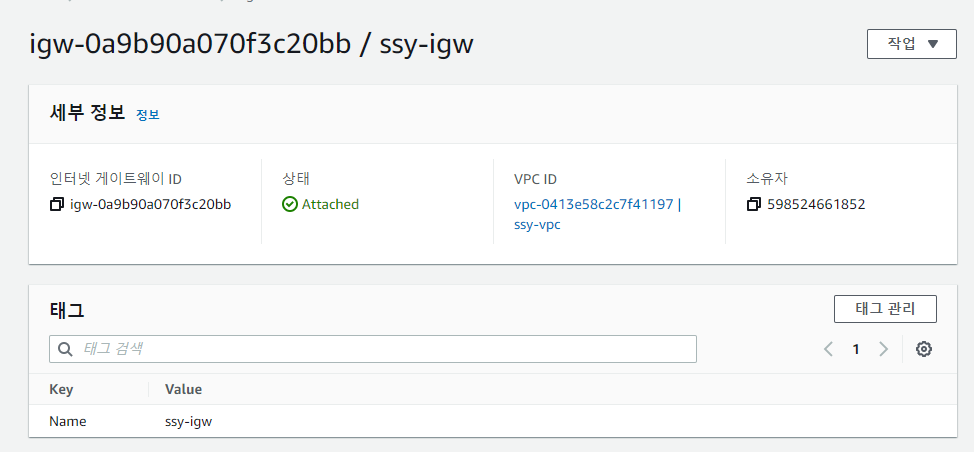 igw-0a9b90a070f3c20bb / ssy-igw
작업
세부 정보 정보
인터넷 게이트웨이 ID
igw-0a9b90a070f3c20bb
상태
Attached
VPC ID
vpc-0413e58c2c7f41197 |
ssy-vpc
소유자
598524661852
태그
태그 관리
태그 검색
1
Key Value
Name ssy-igw